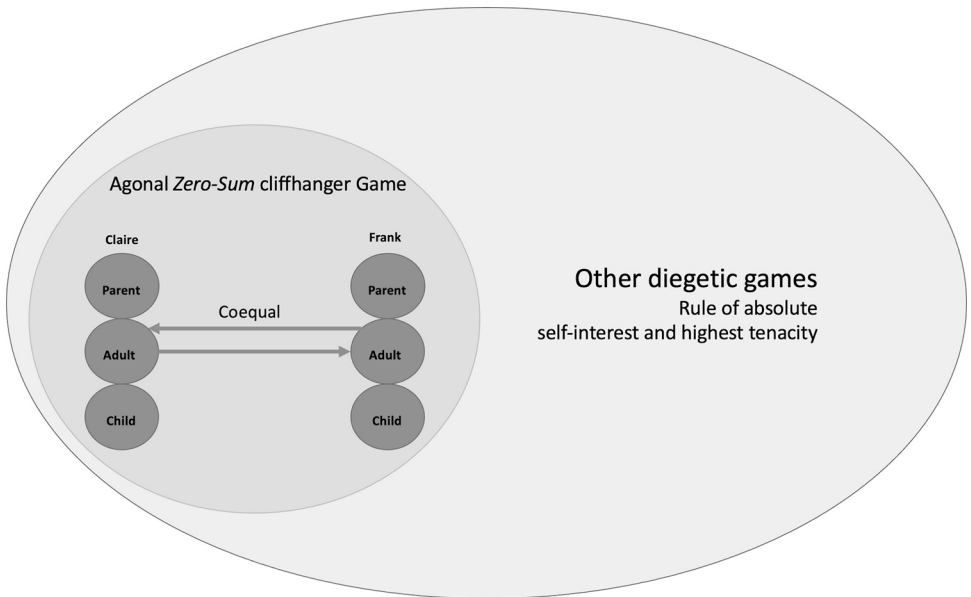 Agonal Zero-Sum cliffhanger Game
Claire
Frank
Parent
Parent
Coequal
Adult
Adult
Child
Child
Other diegetic games
Rule of absolute
self-interest and highest tenacity